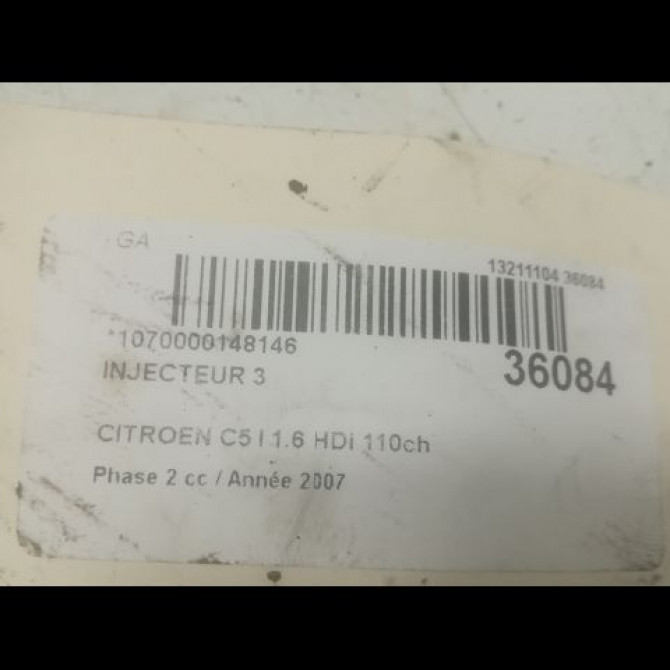 GA
13211104 36084
*1070000148146
36084
INJECTEUR 3
CITROEN C5 I 1.6 HDi 110ch
Phase 2 cc / Année 2007